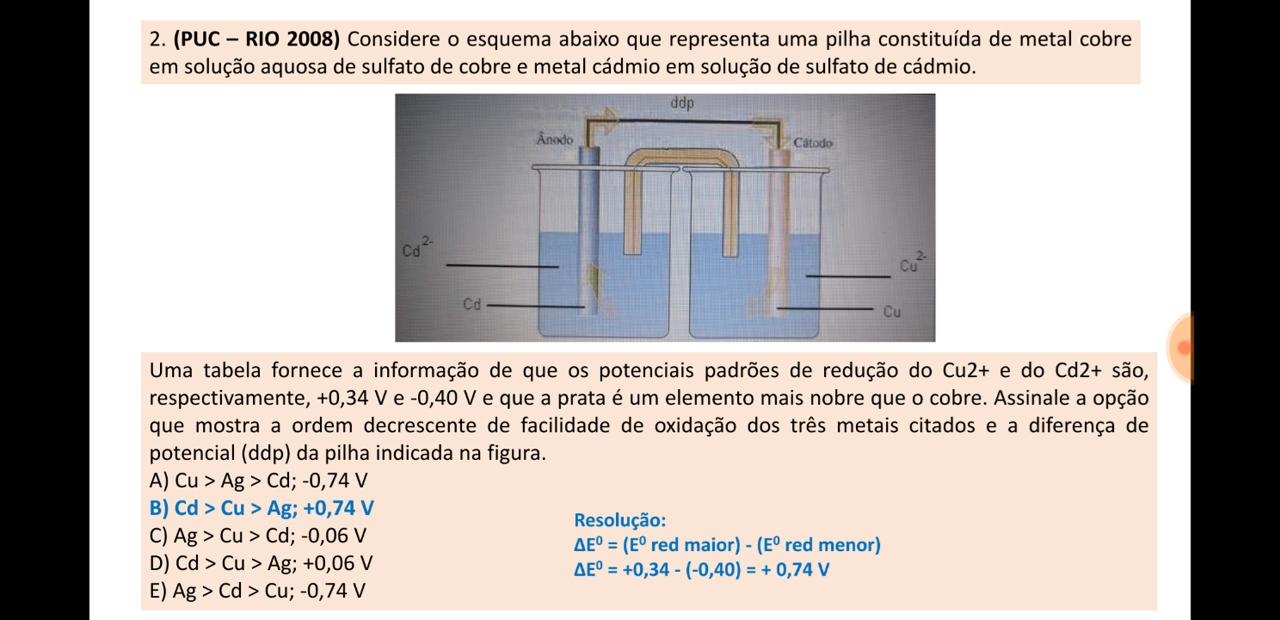 2. (PUC – RIO 2008) Considere o esquema abaixo que representa uma pilha constituída de metal cobre
em solução aquosa de sulfato de cobre e metal cádmio em solução de sulfato de cádmio.
ddp
Ânodo
Cátodo
Cd²⁻
Cu²⁻
Cd
Cu
Uma tabela fornece a informação de que os potenciais padrões de redução do Cu2+ e do Cd2+ são,
respectivamente, +0,34 V e -0,40 V e que a prata é um elemento mais nobre que o cobre. Assinale a opção
que mostra a ordem decrescente de facilidade de oxidação dos três metais citados e a diferença de
potencial (ddp) da pilha indicada na figura.
A) Cu > Ag > Cd; -0,74 V
B) Cd > Cu > Ag; +0,74 V
C) Ag > Cu > Cd; -0,06 V
D) Cd > Cu > Ag; +0,06 V
E) Ag > Cd > Cu; -0,74 V
Resolução:
ΔE⁰ = (E⁰ red maior) - (E⁰ red menor)
ΔE⁰ = +0,34 - (-0,40) = + 0,74 V